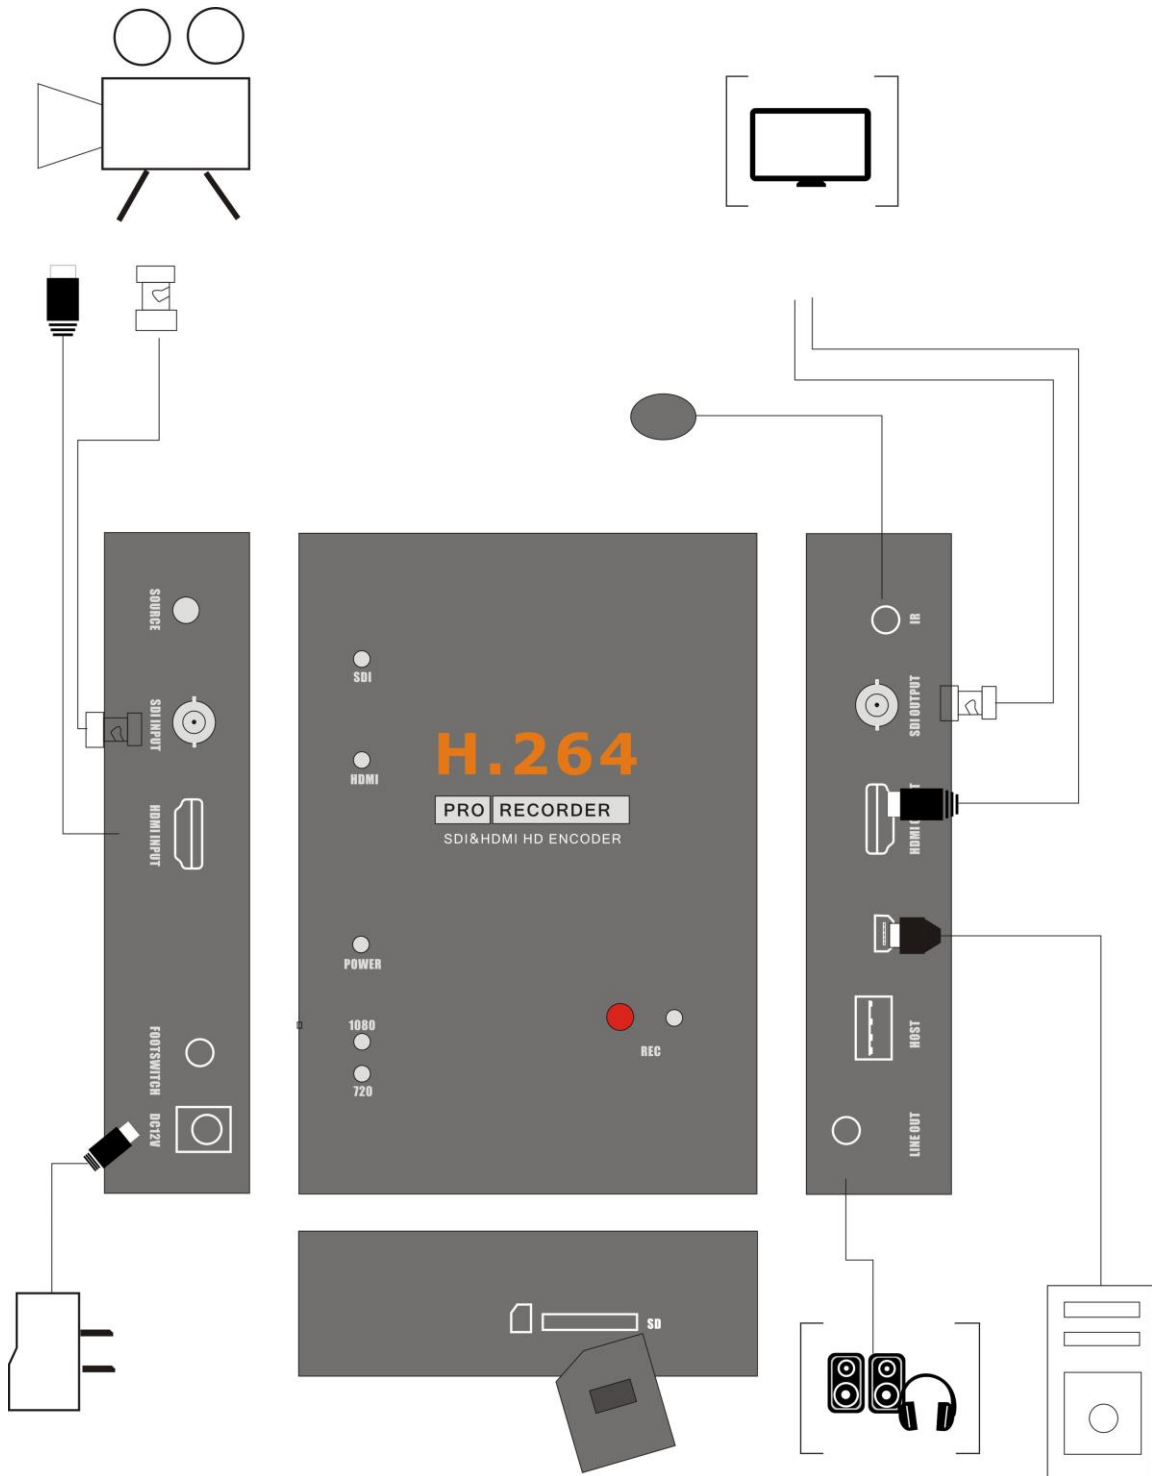 SOURCE
SDI INPUT
HDMI INPUT
FOOTSWITCH
DC12V
SDI
HDMI
H.264
PRO RECORDER
SDI&HDMI HD ENCODER
POWER
1080
720
REC
IR
SDI OUTPUT
HDMI
HOST
LINE OUT
SD